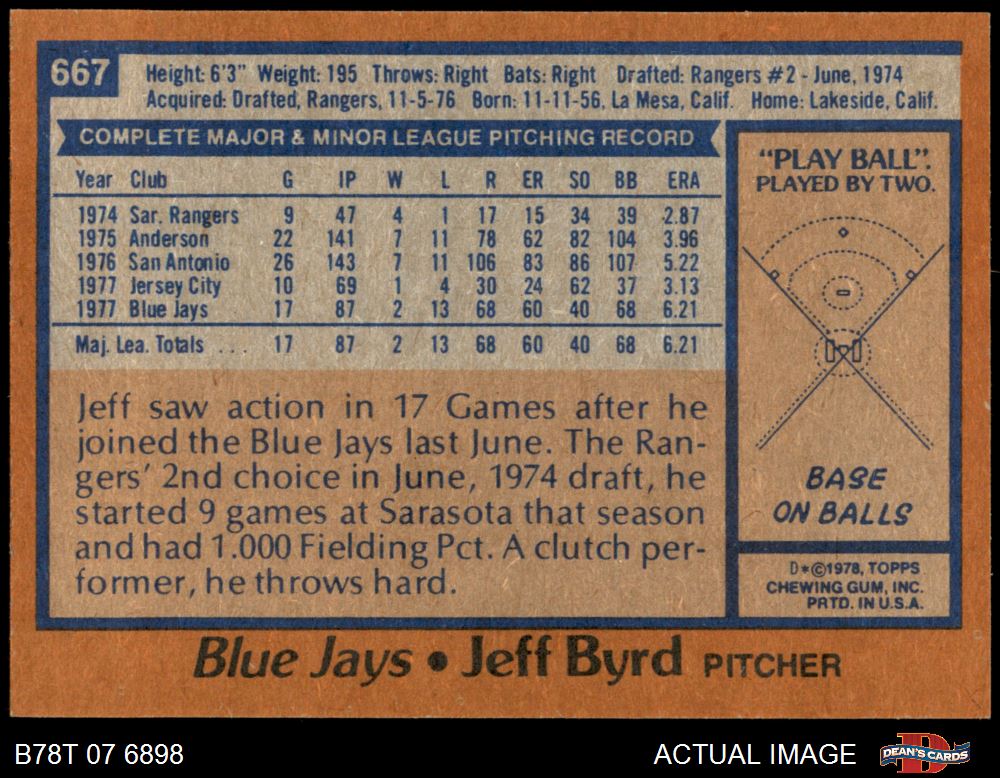 667
Height: 6'3" Weight: 195 Throws: Right Bats: Right Drafted: Rangers #2 - June, 1974
Acquired: Drafted, Rangers, 11-5-76 Born: 11-11-56, La Mesa, Calif. Home: Lakeside, Calif.
COMPLETE MAJOR & MINOR LEAGUE PITCHING RECORD
Year Club G IP W L R ER SO BB ERA
1974 Sar. Rangers 9 47 4 1 17 15 34 39 2.87
1975 Anderson 22 141 7 11 78 62 82 104 3.96
1976 San Antonio 26 143 7 11 106 83 86 107 5.22
1977 Jersey City 10 69 1 4 30 24 62 37 3.13
1977 Blue Jays 17 87 2 13 68 60 40 68 6.21
Maj. Lea. Totals ... 17 87 2 13 68 60 40 68 6.21
Jeff saw action in 17 Games after he
joined the Blue Jays last June. The Ran-
gers' 2nd choice in June, 1974 draft, he
started 9 games at Sarasota that season
and had 1.000 Fielding Pct. A clutch per-
former, he throws hard.
"PLAY BALL".
PLAYED BY TWO.
BASE
ON BALLS
D*©1978, TOPPS
CHEWING GUM, INC.
PRTD. IN U.S.A.
Blue Jays • Jeff Byrd PITCHER
B78T 07 6898
ACTUAL IMAGE
DEAN'S CARDS